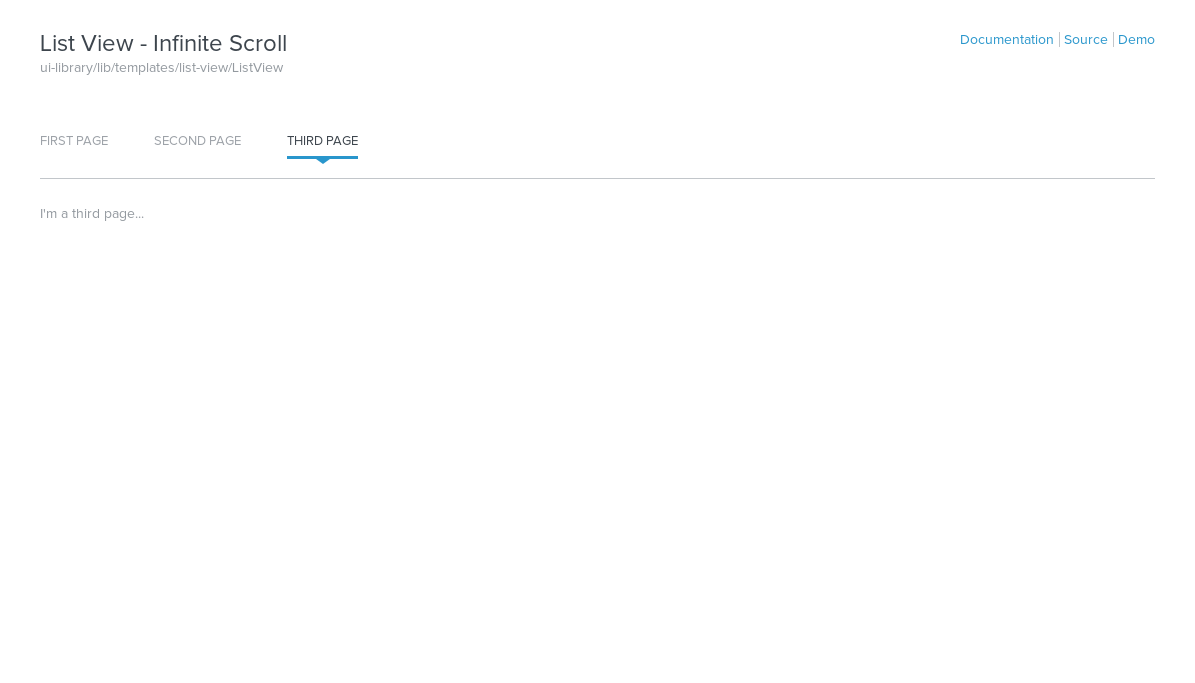 List View - Infinite Scroll
ui-library/lib/templates/list-view/ListView
Documentation Source Demo
FIRST PAGE SECOND PAGE THIRD PAGE
I'm a third page...